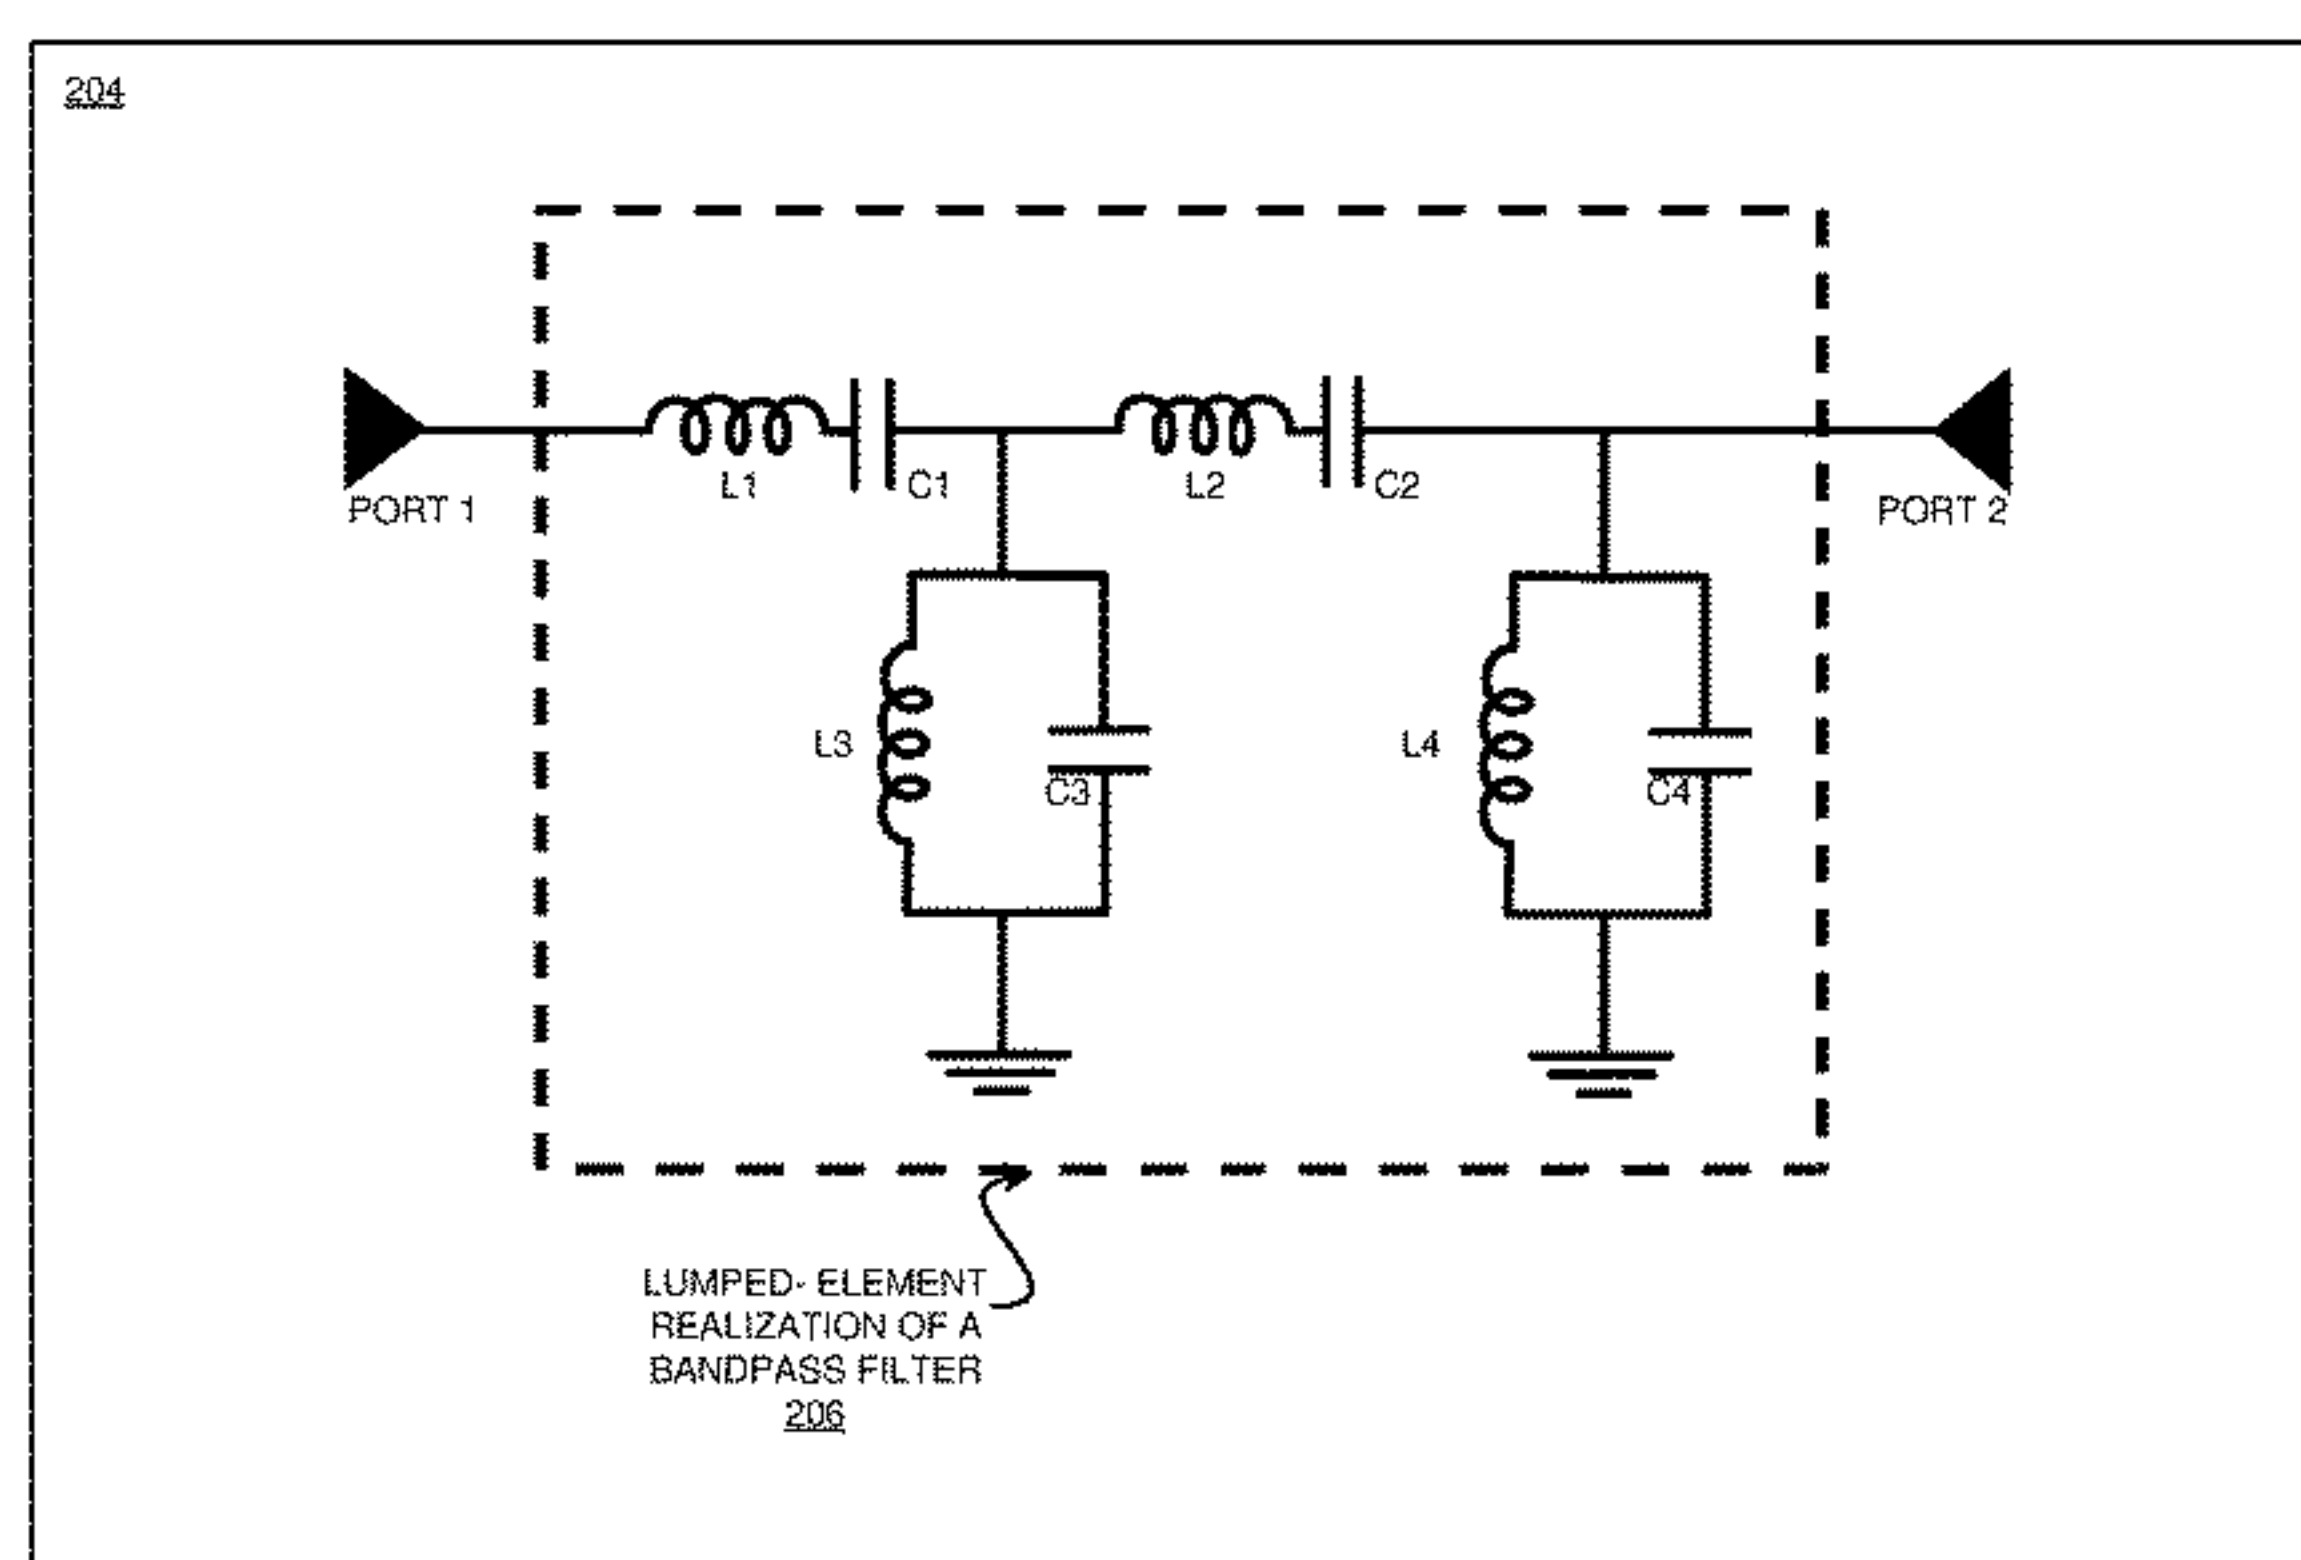 204
L1
C1
L2
C2
PORT 1
PORT 2
L3
C3
L4
C4
LUMPED- ELEMENT
REALIZATION OF A
BANDPASS FILTER
206